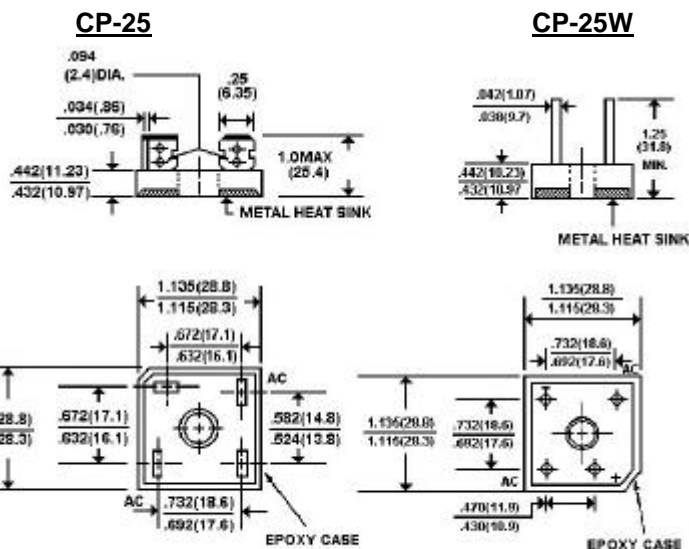 CP-25
CP-25W
.094
(2.4)DIA.
.25
(6.35)
.034(.86)
.030(.76)
.442(11.23)
.432(10.97)
1.0MAX
(25.4)
METAL HEAT SINK
.042(1.07)
.038(9.7)
1.25
(31.8)
MIN.
.442(10.23)
.432(10.97
METAL HEAT SINK
1.135(28.8)
1.115(28.3)
.672(17.1)
.632(16.1)
AC
28.8)
28.3)
.672(17.1)
.632(16.1)
.582(14.8)
.524(13.8)
AC
.732(18.6)
.692(17.6)
EPOXY CASE
1.135(28.8)
1.115(28.3)
.732(18.6)
.692(17.6)
AC
1.135(28.8)
1.115(28.3)
.732(18.6)
.692(17.6)
AC
+
.470(11.9)
.430(10.9)
EPOXY CASE